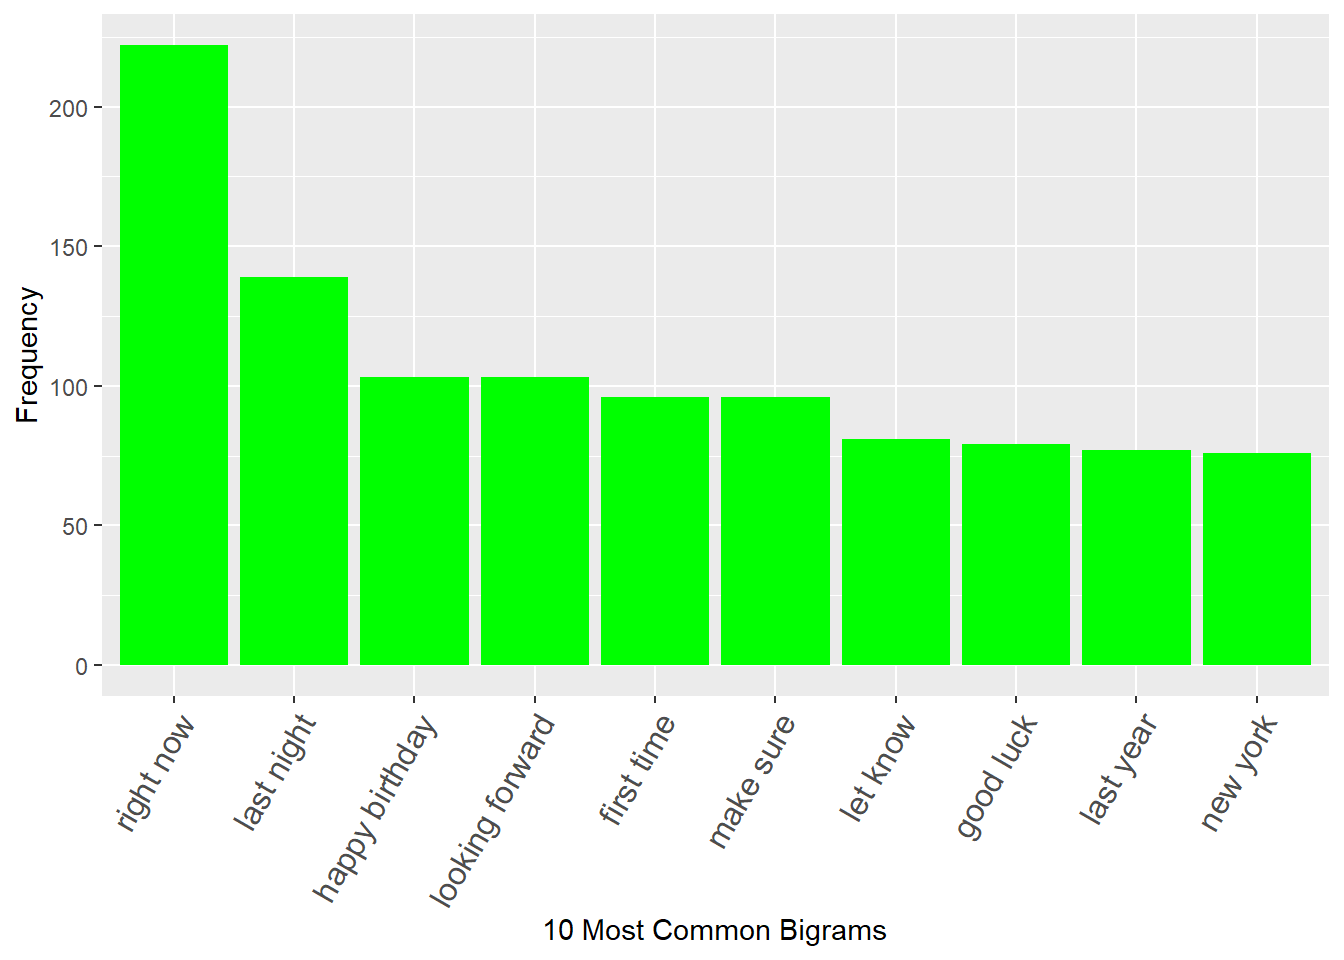 Frequency
200
150
100
50
0
right now
last night
happy birthday
looking forward
first time
make sure
let know
good luck
last year
new york
10 Most Common Bigrams